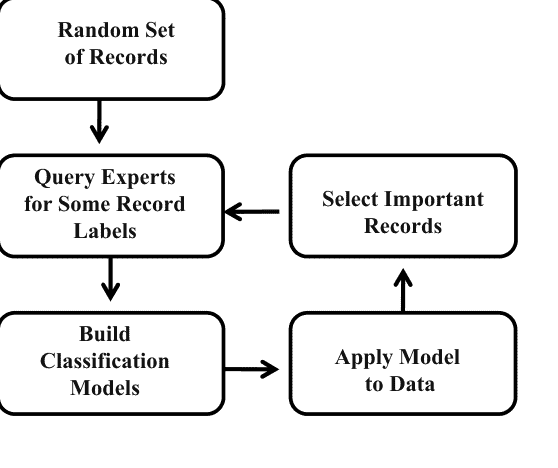 Random Set
of Records
Query Experts
for Some Record
Labels
Select Important
Records
Build
Classification
Models
Apply Model
to Data